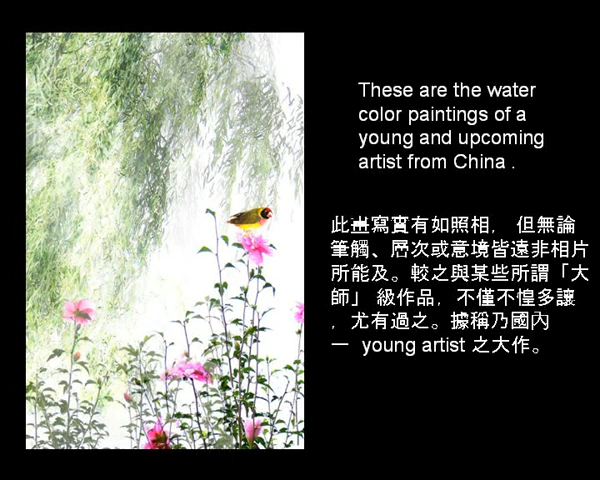 These are the water
color paintings of a
young and upcoming
artist from China .
此畫寫實有如照相， 但無論
筆觸、層次或意境皆遠非相片
所能及。較之與某些所謂「大
師」 級作品，不僅不惶多讓
，尤有過之。據稱乃國內
一 young artist 之大作。